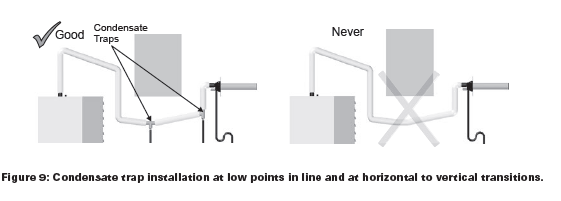 Good
Condensate
Traps
Never
Figure 9: Condensate trap installation at low points in line and at horizontal to vertical transitions.